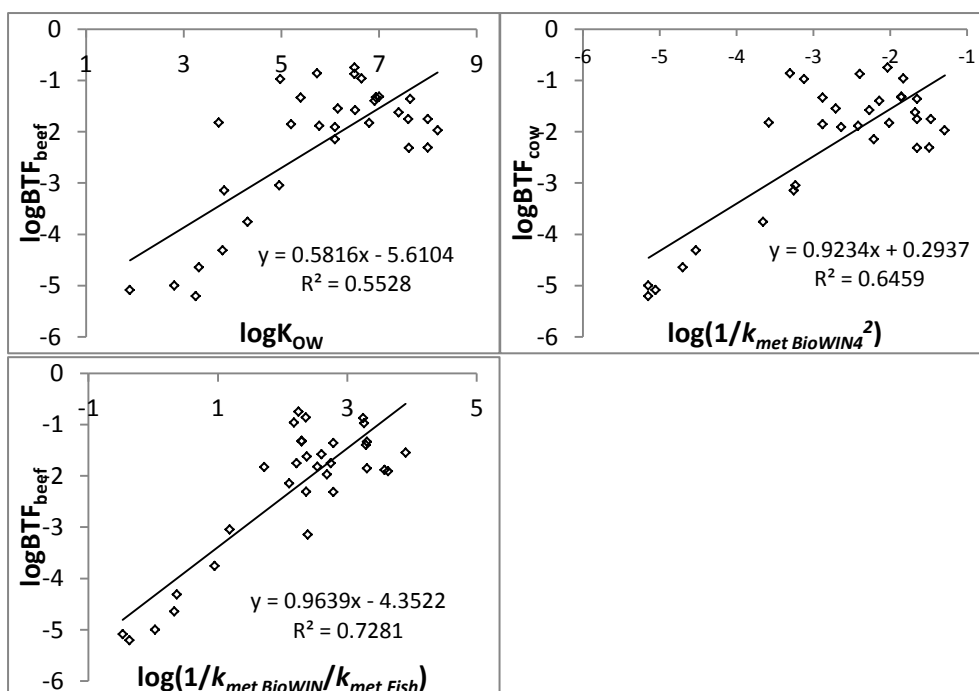 0
1 3 5 7 9
-1
-2
-3
-4
-5
-6
logBTFbeef
y = 0.5816x - 5.6104
R² = 0.5528
logKOW
0
-6 -5 -4 -3 -2 -1
-1
-2
-3
-4
-5
-6
logBTFcow
y = 0.9234x + 0.2937
R² = 0.6459
log(1/kmet BioWIN4²)
0
-1 1 3 5
-1
-2
-3
-4
-5
-6
logBTFbeef
y = 0.9639x - 4.3522
R² = 0.7281
log(1/kmet BioWIN/kmet Fish)